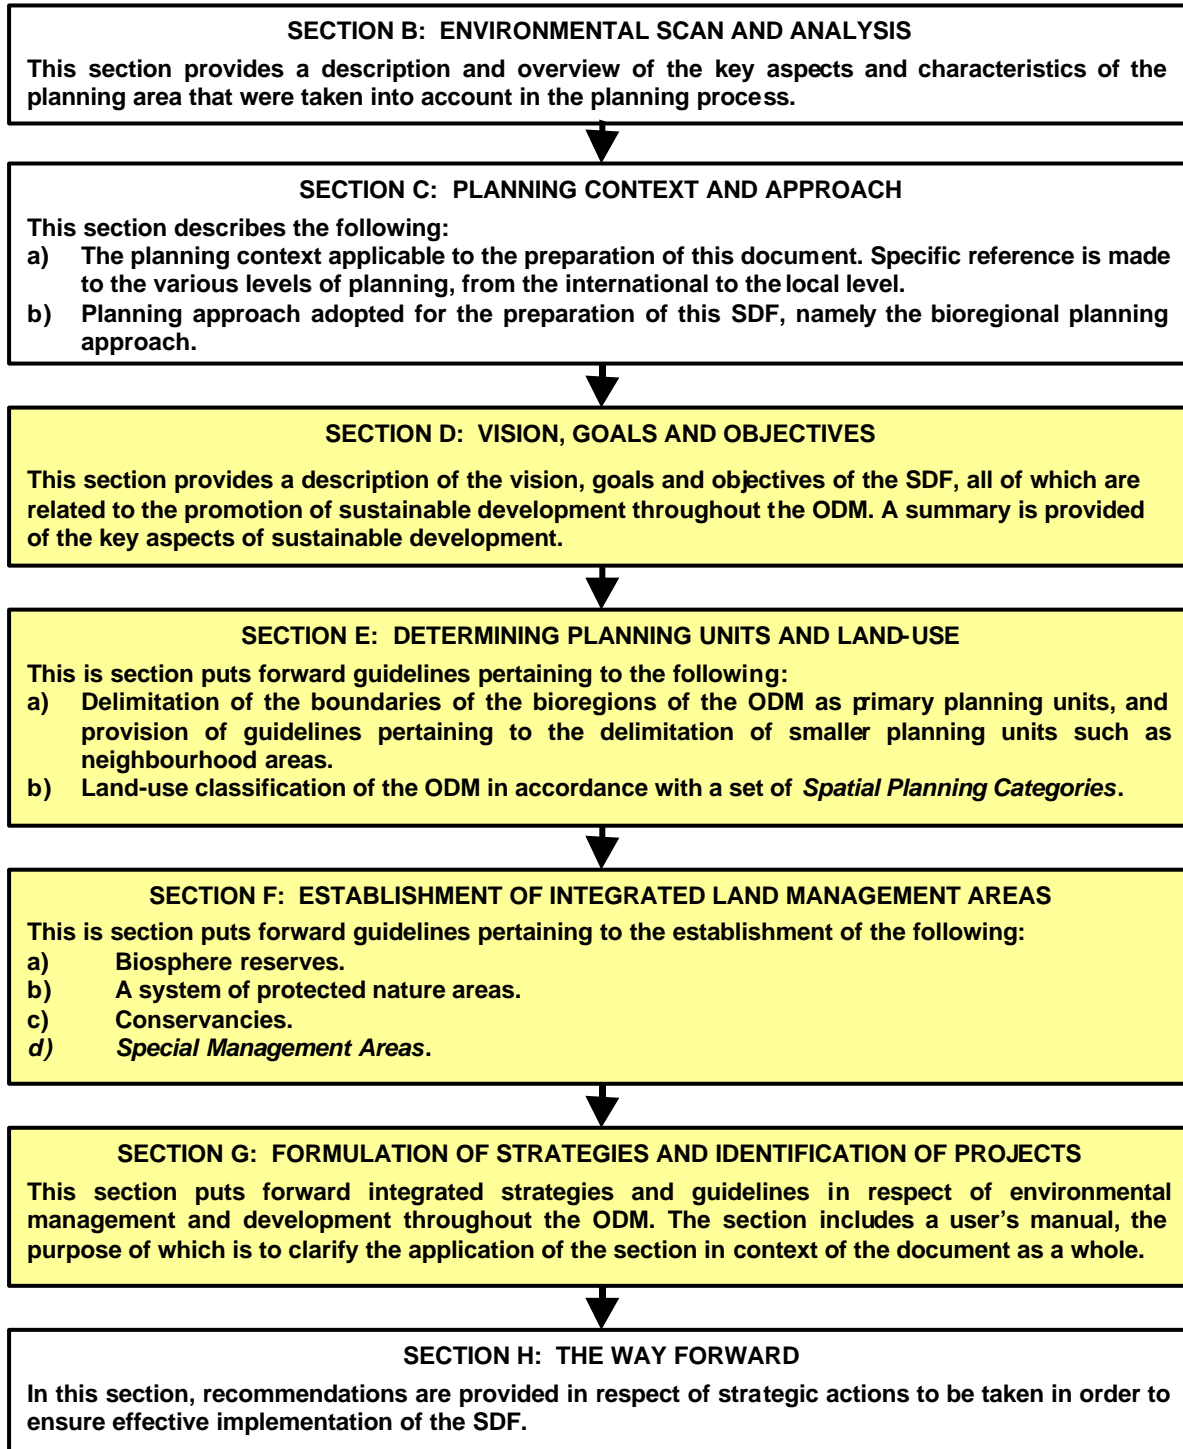 SECTION B: ENVIRONMENTAL SCAN AND ANALYSIS
This section provides a description and overview of the key aspects and characteristics of the
planning area that were taken into account in the planning process.
SECTION C: PLANNING CONTEXT AND APPROACH
This section describes the following:
a) The planning context applicable to the preparation of this document. Specific reference is made
to the various levels of planning, from the international to the local level.
b) Planning approach adopted for the preparation of this SDF, namely the bioregional planning
approach.
SECTION D: VISION, GOALS AND OBJECTIVES
This section provides a description of the vision, goals and objectives of the SDF, all of which are
related to the promotion of sustainable development throughout the ODM. A summary is provided
of the key aspects of sustainable development.
SECTION E: DETERMINING PLANNING UNITS AND LAND-USE
This is section puts forward guidelines pertaining to the following:
a) Delimitation of the boundaries of the bioregions of the ODM as primary planning units, and
provision of guidelines pertaining to the delimitation of smaller planning units such as
neighbourhood areas.
b) Land-use classification of the ODM in accordance with a set of Spatial Planning Categories.
SECTION F: ESTABLISHMENT OF INTEGRATED LAND MANAGEMENT AREAS
This is section puts forward guidelines pertaining to the establishment of the following:
a) Biosphere reserves.
b) A system of protected nature areas.
c) Conservancies.
d) Special Management Areas.
SECTION G: FORMULATION OF STRATEGIES AND IDENTIFICATION OF PROJECTS
This section puts forward integrated strategies and guidelines in respect of environmental
management and development throughout the ODM. The section includes a user's manual, the
purpose of which is to clarify the application of the section in context of the document as a whole.
SECTION H: THE WAY FORWARD
In this section, recommendations are provided in respect of strategic actions to be taken in order to
ensure effective implementation of the SDF.